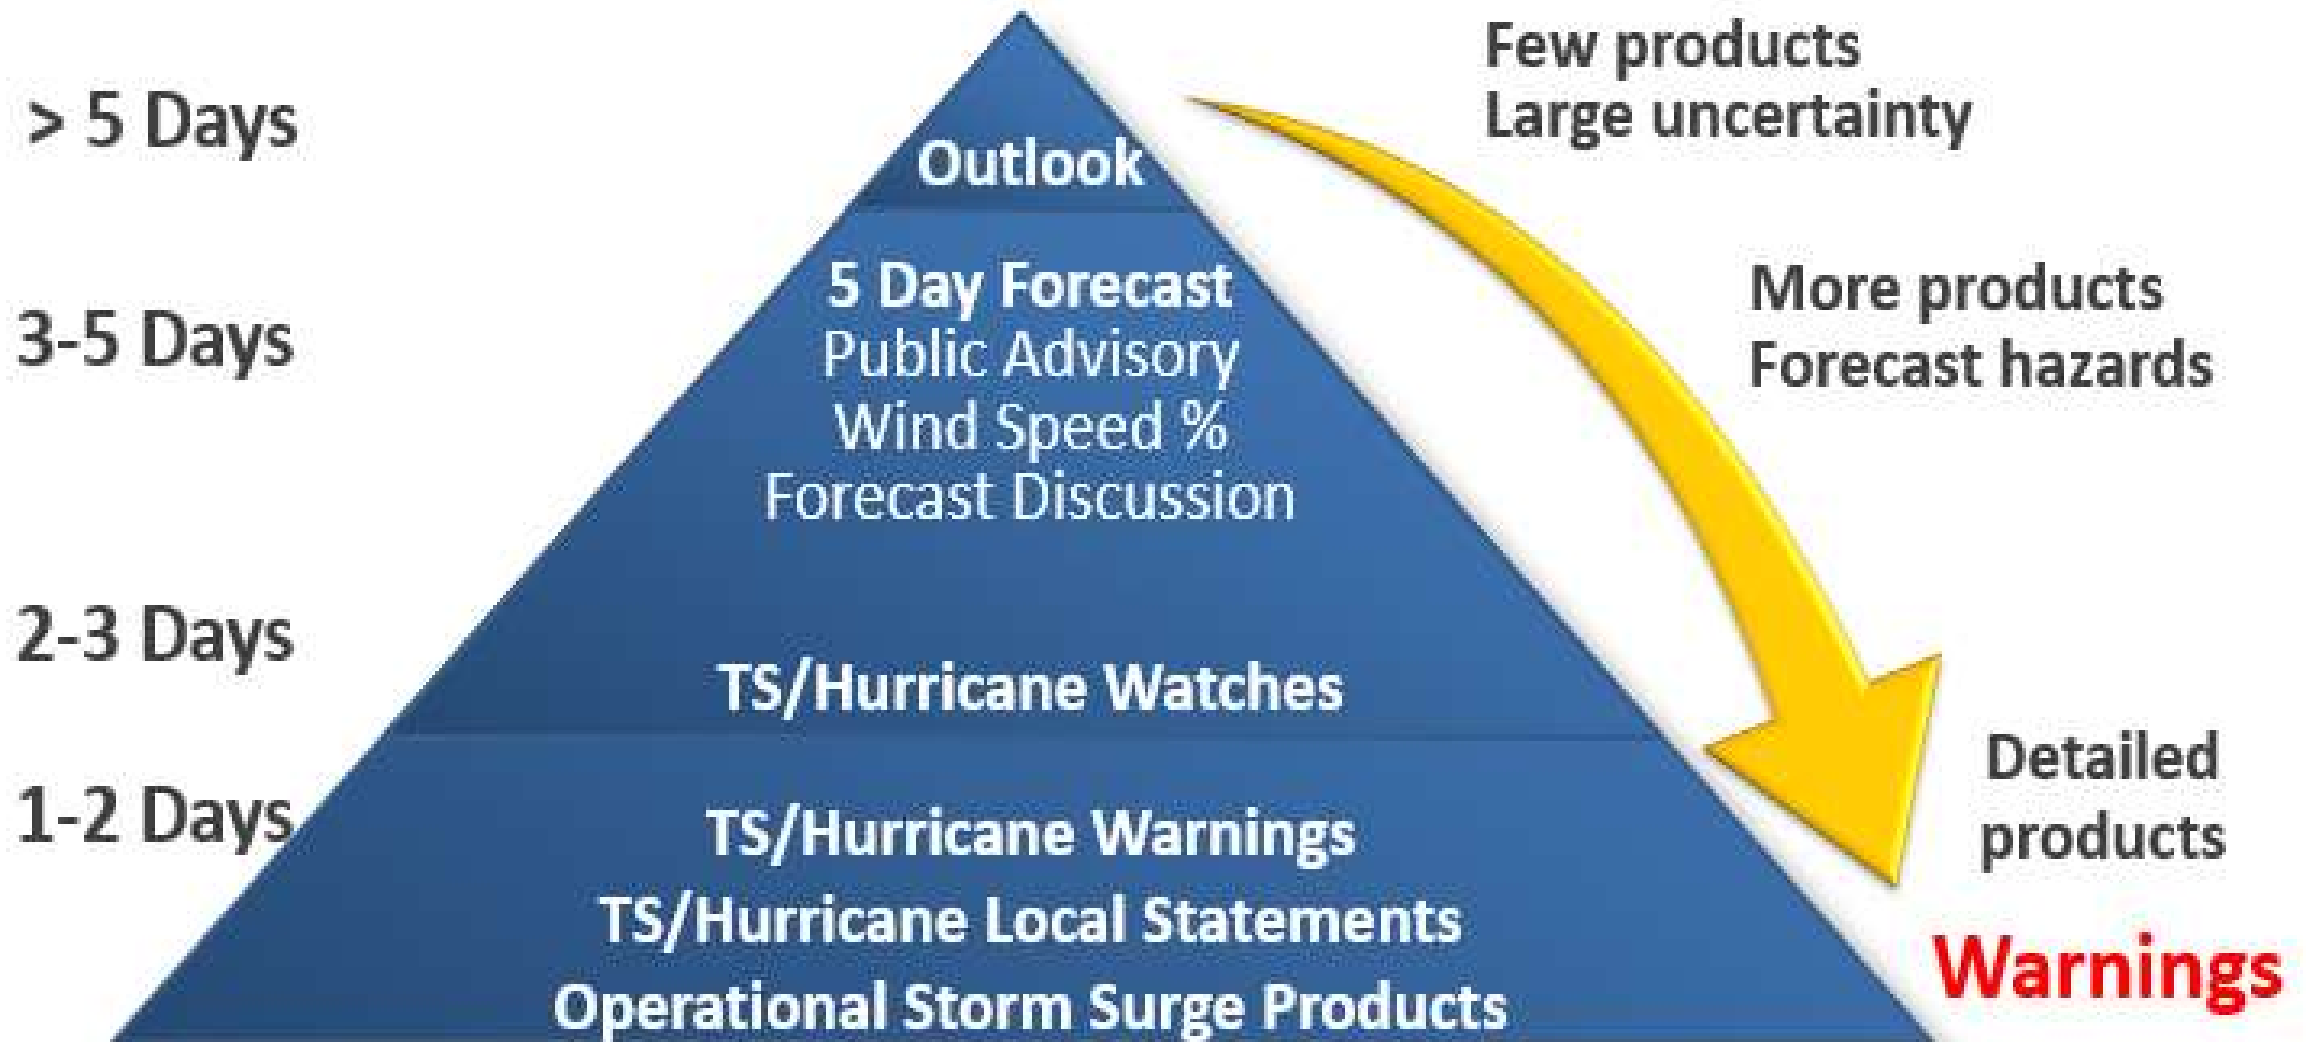 > 5 Days
Outlook
Few products
Large uncertainty
3-5 Days
5 Day Forecast
Public Advisory
Wind Speed %
Forecast Discussion
More products
Forecast hazards
2-3 Days
TS/Hurricane Watches
1-2 Days
TS/Hurricane Warnings
TS/Hurricane Local Statements
Operational Storm Surge Products
Detailed
products
Warnings